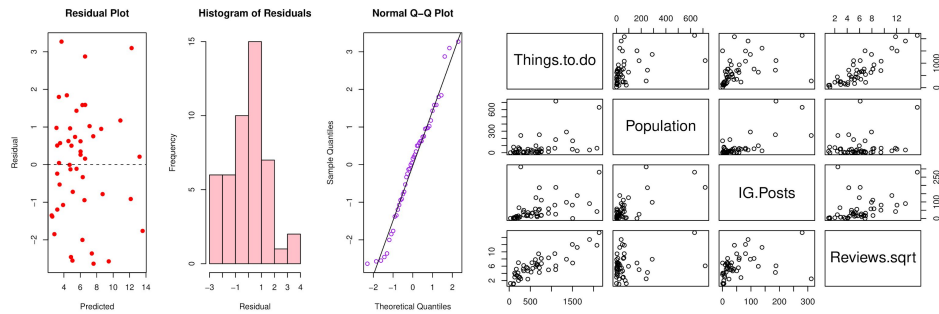 Residual Plot
Residual
3
2
1
0
−1
−2
4 6 8 10 12 14
Predicted
Histogram of Residuals
Frequency
15
10
5
0
−3 −1 0 1 2 3 4
Residual
Normal Q−Q Plot
Sample Quantiles
3
2
1
0
−1
−2
−2 −1 0 1 2
Theoretical Quantiles
0 200 600
2 4 6 8 12
Things.to.do
0 1000
Population
0 300 600
IG.Posts
0 100 250
Reviews.sqrt
2 6 10
0 500 1500
0 100 200 300